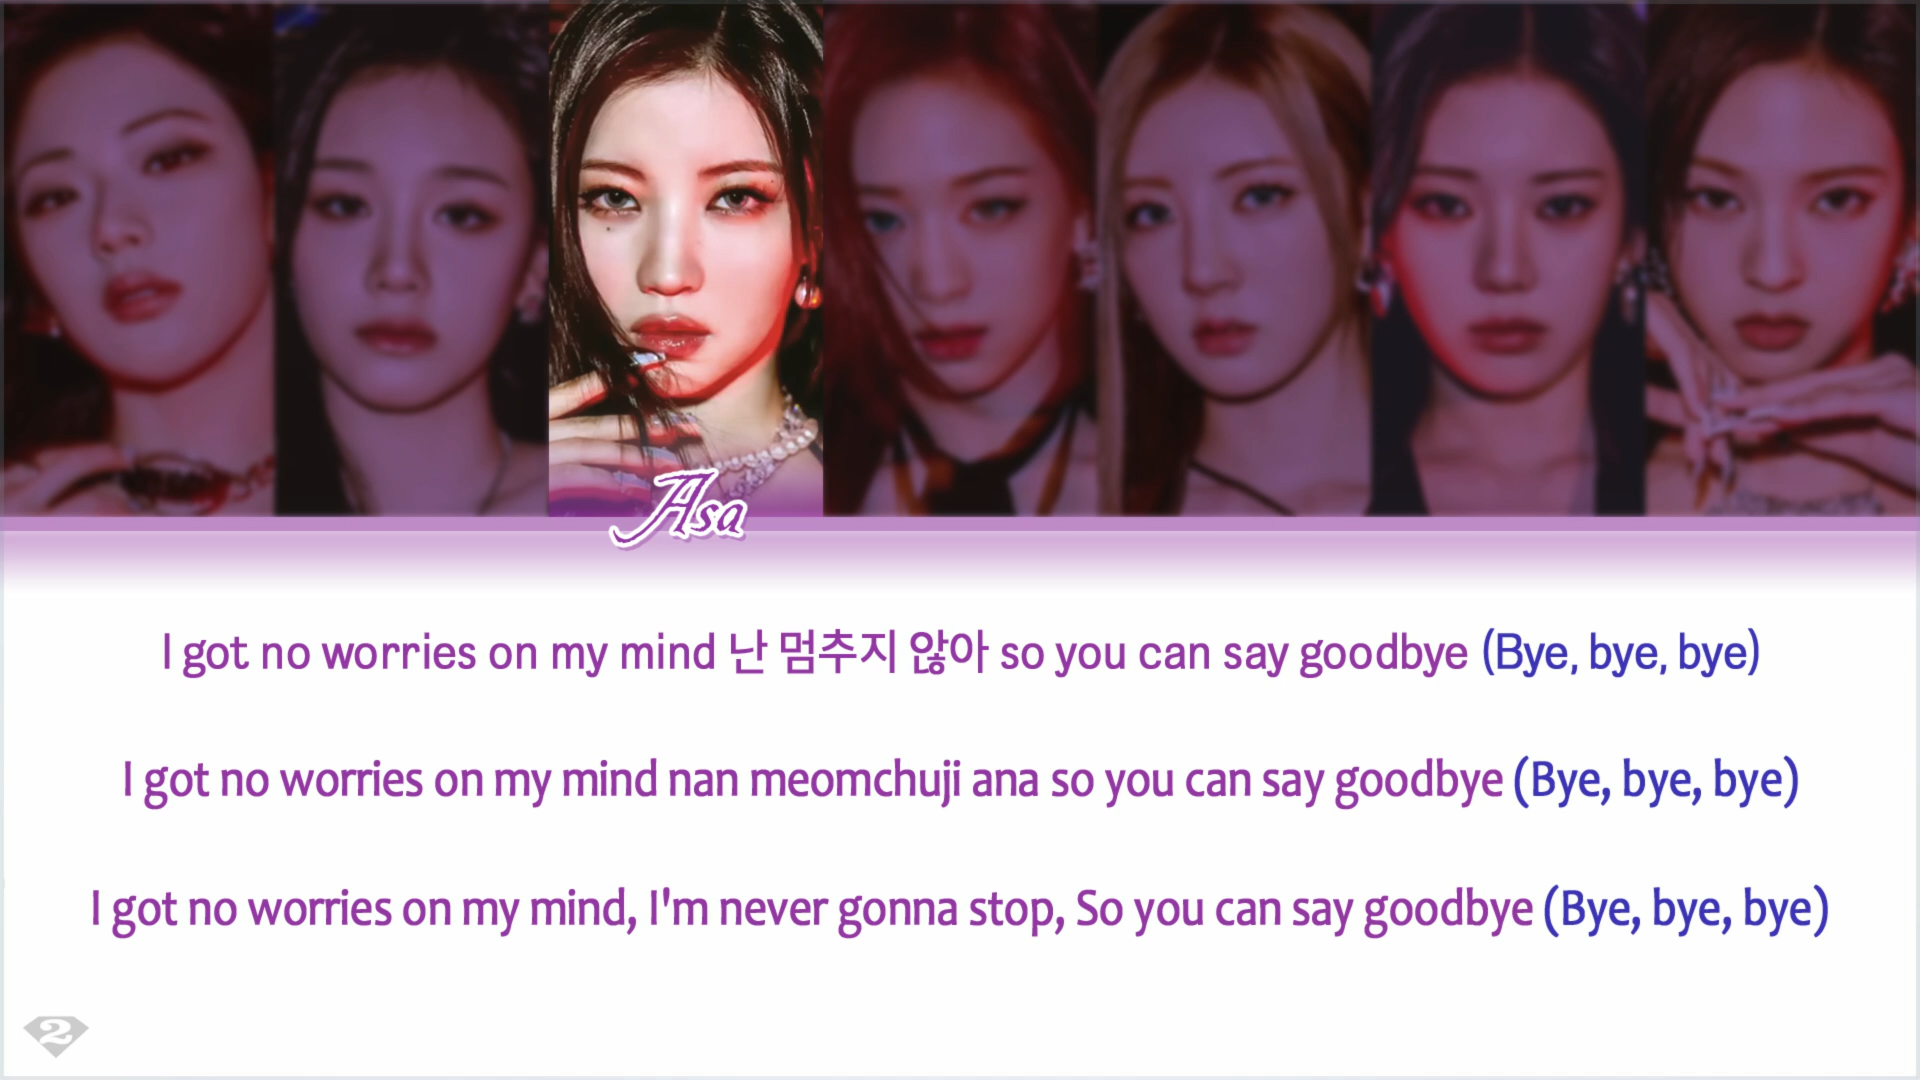 Asa
I got no worries on my mind 난 멈추지 않아 so you can say goodbye (Bye, bye, bye)
I got no worries on my mind nan meomchuji ana so you can say goodbye (Bye, bye, bye)
I got no worries on my mind, I'm never gonna stop, So you can say goodbye (Bye, bye, bye)
2